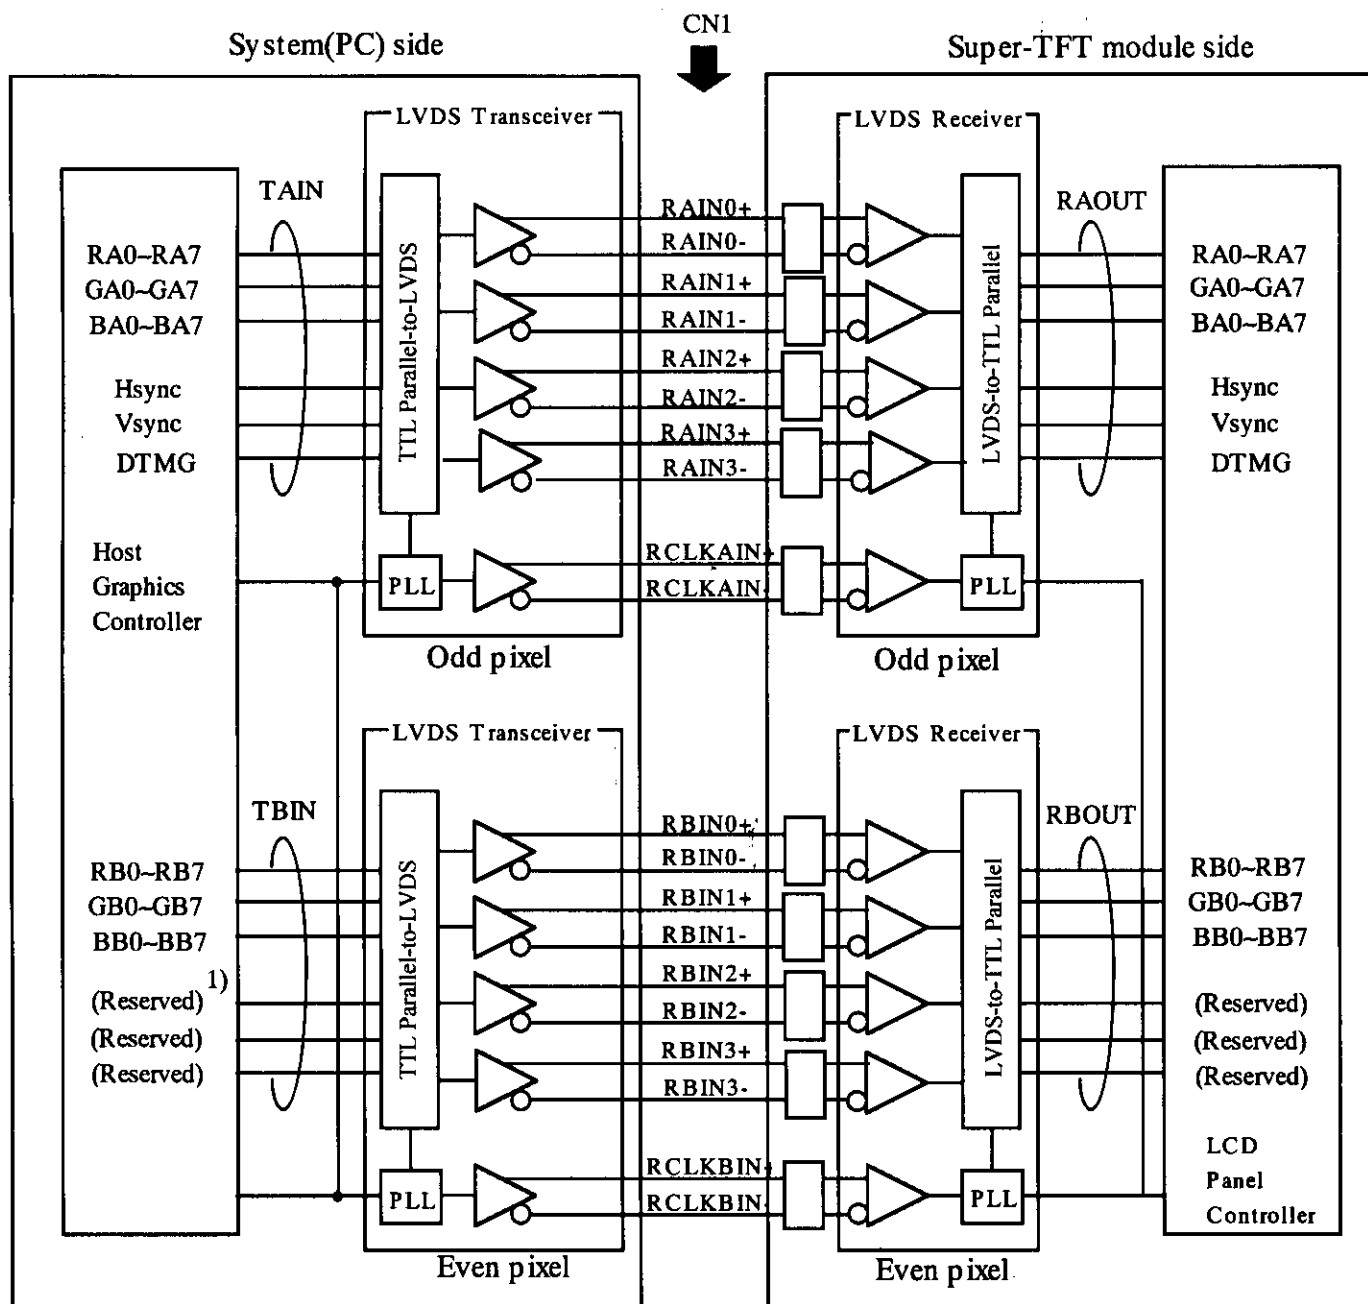 CN1
System(PC) side
Super-TFT module side
LVDS Transceiver
LVDS Receiver
TAIN
RAOUT
RA0~RA7
GA0~GA7
BA0~BA7
Hsync
Vsync
DTMG
Host
Graphics
Controller
TTL Parallel-to-LVDS
PLL
RAIN0+
RAIN0-
RAIN1+
RAIN1-
RAIN2+
RAIN2-
RAIN3+
RAIN3-
RCLKAIN+
RCLKAIN-
LVDS-to-TTL Parallel
PLL
RA0~RA7
GA0~GA7
BA0~BA7
Hsync
Vsync
DTMG
Odd pixel
Odd pixel
LVDS Transceiver
LVDS Receiver
TBIN
RBOUT
RB0~RB7
GB0~GB7
BB0~BB7
(Reserved) 1)
(Reserved)
(Reserved)
TTL Parallel-to-LVDS
PLL
RBIN0+
RBIN0-
RBIN1+
RBIN1-
RBIN2+
RBIN2-
RBIN3+
RBIN3-
RCLKBIN+
RCLKBIN-
LVDS-to-TTL Parallel
PLL
RB0~RB7
GB0~GB7
BB0~BB7
(Reserved)
(Reserved)
(Reserved)
LCD
Panel
Controller
Even pixel
Even pixel